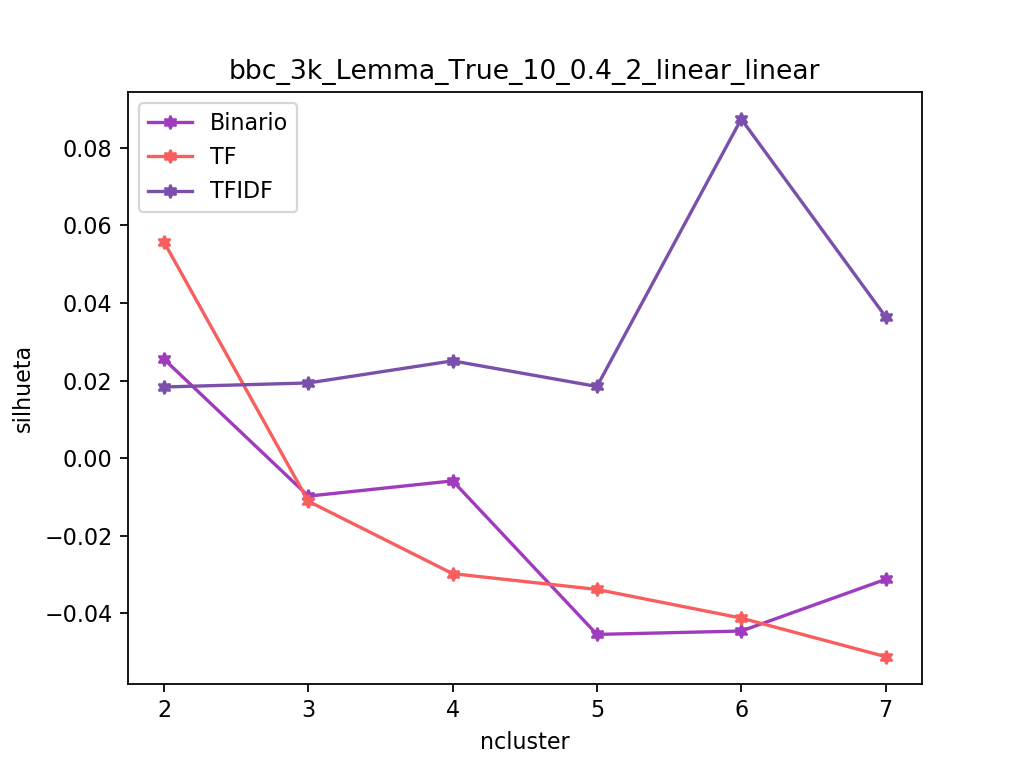 bbc_3k_Lemma_True_10_0.4_2_linear_linear
Binario
TF
TFIDF
0.08
0.06
0.04
0.02
0.00
−0.02
−0.04
silhueta
2 3 4 5 6 7
ncluster